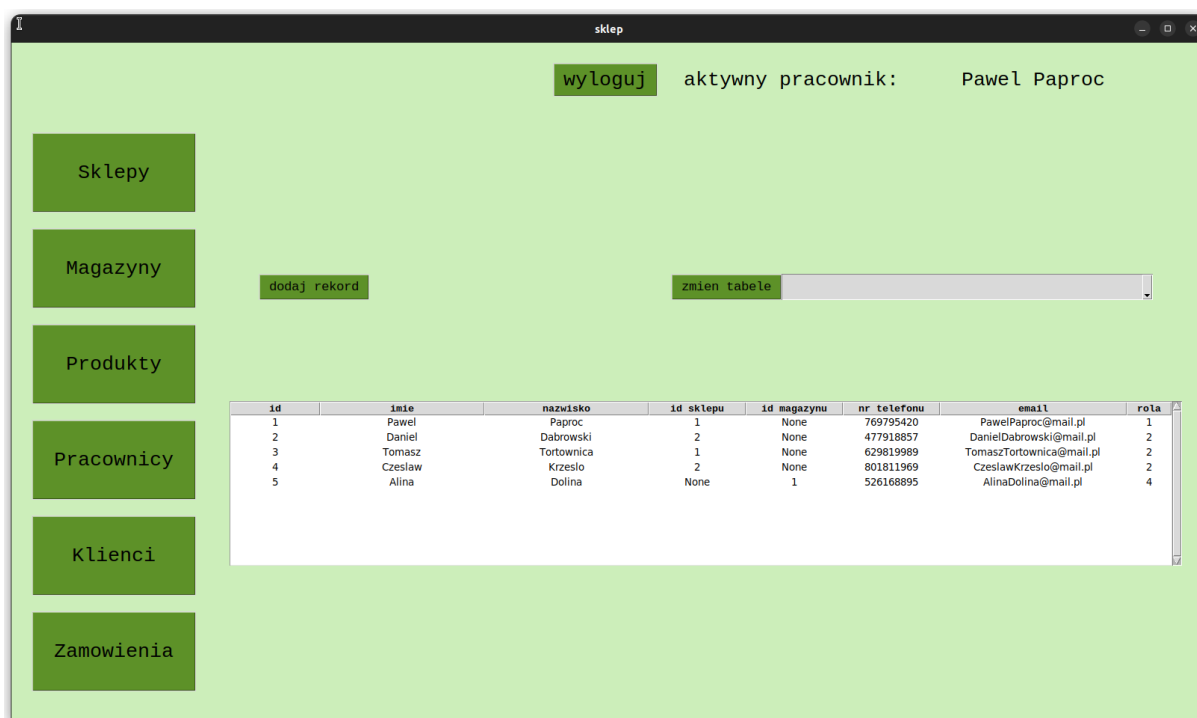 sklep
wyloguj aktywny pracownik: Pawel Paproc
Sklepy
Magazyny
dodaj rekord zmien tabele
Produkty
Pracownicy
Klienci
Zamowienia
id imie nazwisko id sklepu id magazynu nr telefonu email rola
1 Pawel Paproc 1 None 769795420 PawelPaproc@mail.pl 1
2 Daniel Dabrowski 2 None 477918857 DanielDabrowski@mail.pl 2
3 Tomasz Tortownica 1 None 629819989 TomaszTortownica@mail.pl 2
4 Czeslaw Krzeslo 2 None 801811969 CzeslawKrzeslo@mail.pl 2
5 Alina Dolina None 1 526168895 AlinaDolina@mail.pl 4